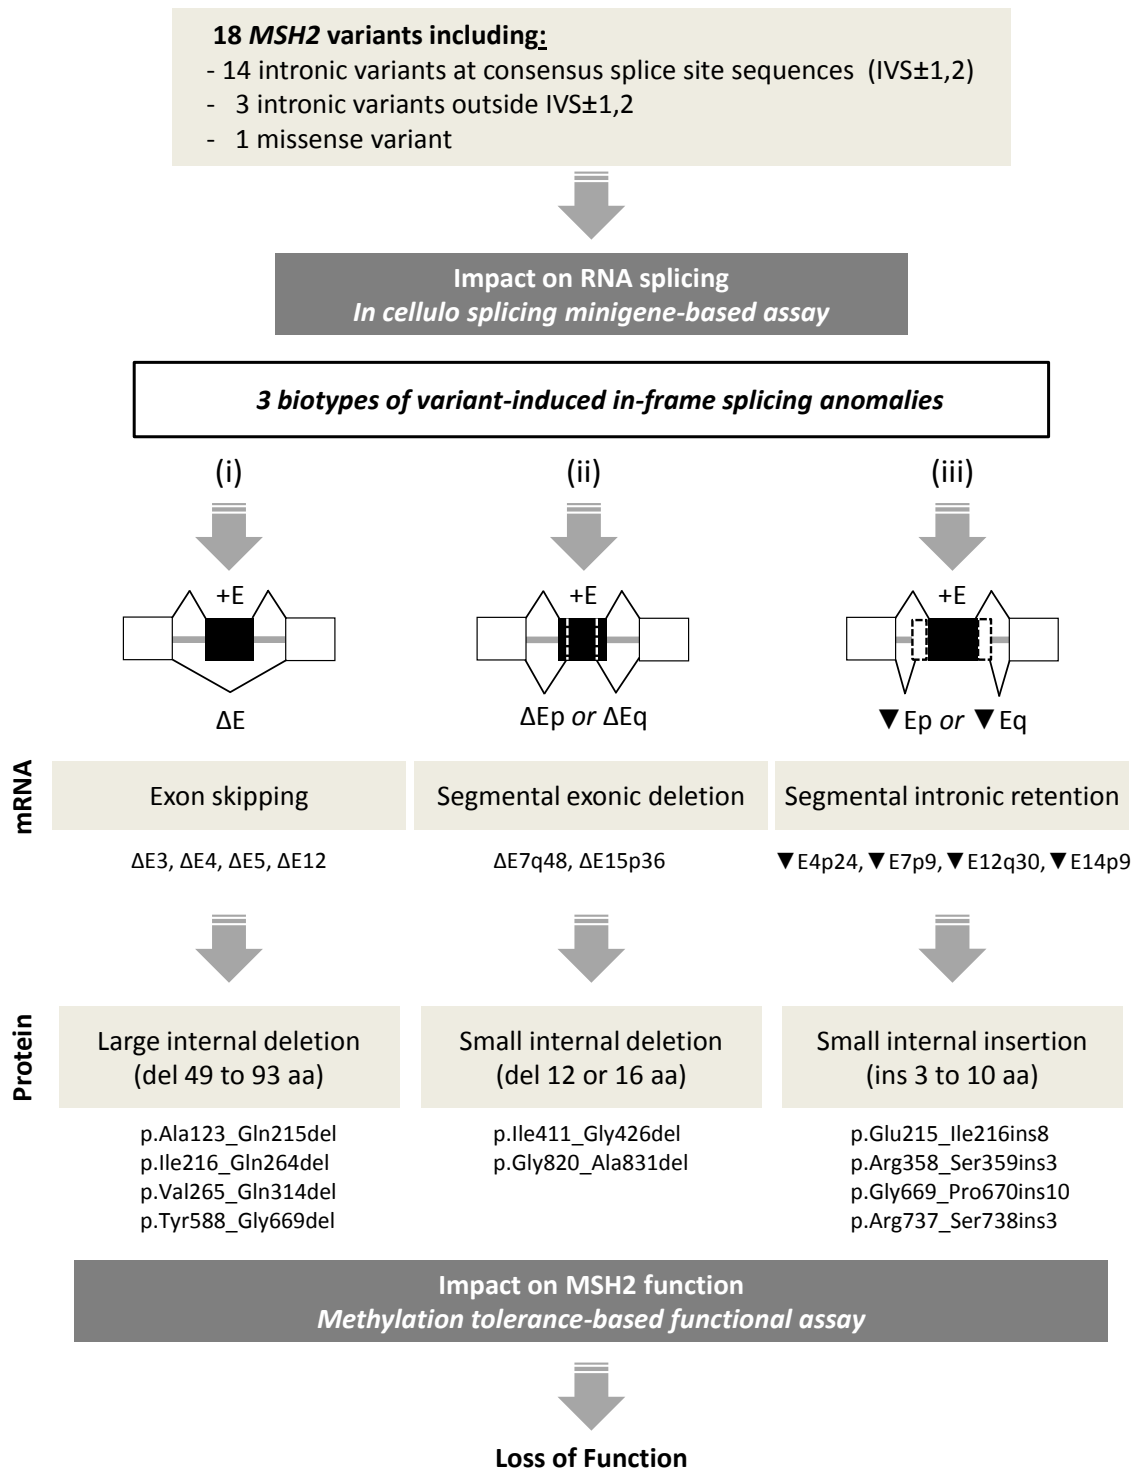 18 MSH2 variants including:
- 14 intronic variants at consensus splice site sequences (IVS±1,2)
- 3 intronic variants outside IVS±1,2
- 1 missense variant
Impact on RNA splicing
In cellulo splicing minigene-based assay
3 biotypes of variant-induced in-frame splicing anomalies
(i)
(ii)
(iii)
+E
+E
+E
ΔE
ΔEp or ΔEq
▼Ep or ▼Eq
mRNA
Exon skipping
Segmental exonic deletion
Segmental intronic retention
ΔE3, ΔE4, ΔE5, ΔE12
ΔE7q48, ΔE15p36
▼E4p24, ▼E7p9, ▼E12q30, ▼E14p9
Protein
Large internal deletion
(del 49 to 93 aa)
Small internal deletion
(del 12 or 16 aa)
Small internal insertion
(ins 3 to 10 aa)
p.Ala123_Gln215del
p.Ile216_Gln264del
p.Val265_Gln314del
p.Tyr588_Gly669del
p.Ile411_Gly426del
p.Gly820_Ala831del
p.Glu215_Ile216ins8
p.Arg358_Ser359ins3
p.Gly669_Pro670ins10
p.Arg737_Ser738ins3
Impact on MSH2 function
Methylation tolerance-based functional assay
Loss of Function